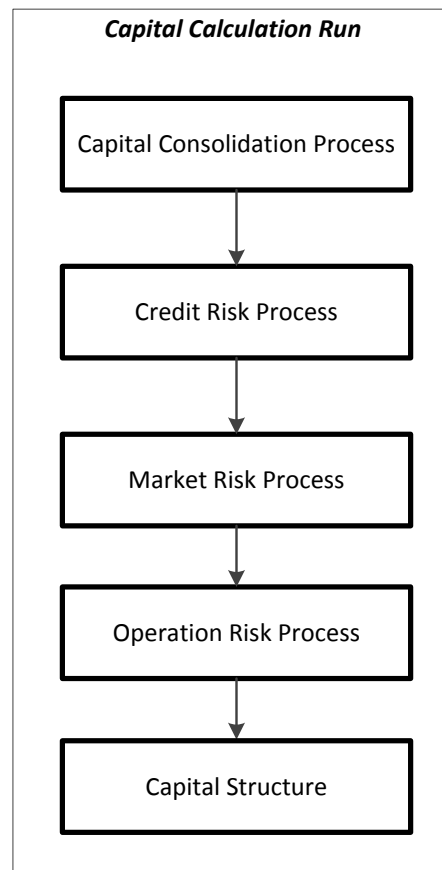 Capital Calculation Run
Capital Consolidation Process
Credit Risk Process
Market Risk Process
Operation Risk Process
Capital Structure